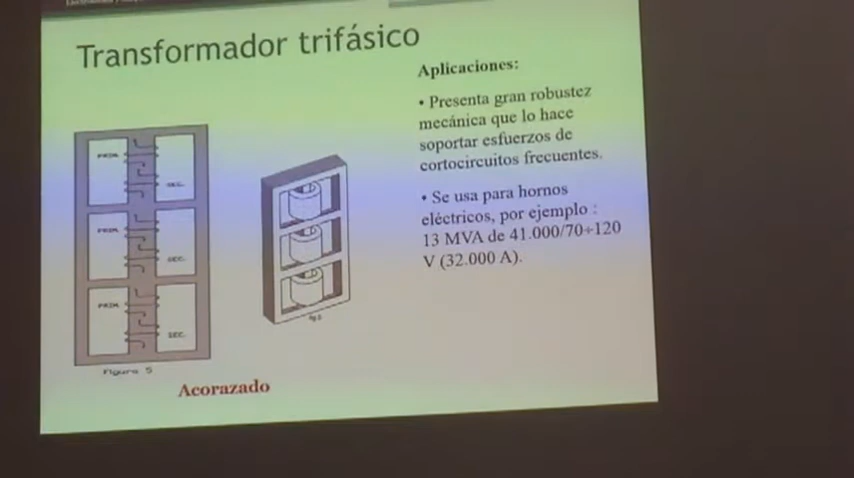 Transformador trifásico
Aplicaciones:
• Presenta gran robustez
mecánica que lo hace
soportar esfuerzos de
cortocircuitos frecuentes.
• Se usa para hornos
eléctricos, por ejemplo :
13 MVA de 41.000/70÷120
V (32.000 A).
PRIM.
SEC.
PRIM.
SEC.
PRIM.
SEC.
Figura 5
Acorazado